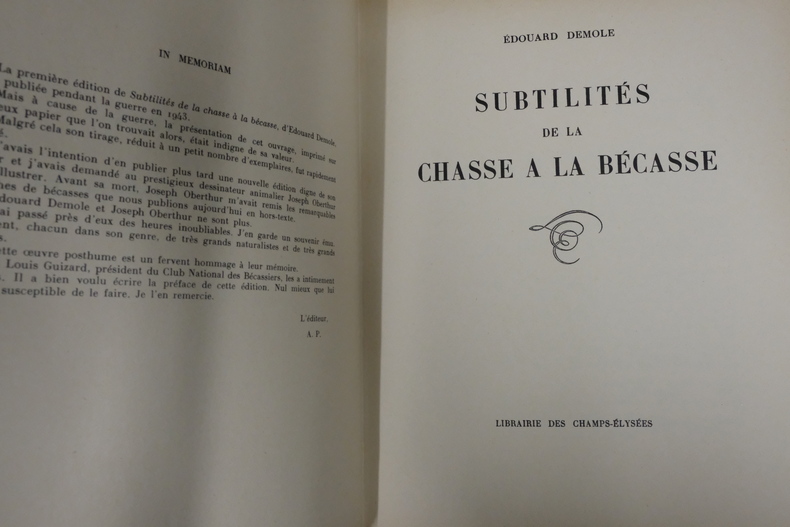 IN MEMORIAM
La première édition de Subtilités de la chasse à la bécasse, d'Edouard Demole,
publiée pendant la guerre en 1943.
Mais à cause de la guerre, la présentation de cet ouvrage, imprimé sur
eux papier que l'on trouvait alors, était indigne de sa valeur.
Malgré cela son tirage, réduit à un petit nombre d'exemplaires, fut rapidement
é.
avais l'intention d'en publier plus tard une nouvelle édition digne de son
r et j'avais demandé au prestigieux dessinateur animalier Joseph Oberthur
illustrer. Avant sa mort, Joseph Oberthur m'avait remis les remarquables
nes de bécasses que nous publions aujourd'hui en hors-texte.
douard Demole et Joseph Oberthur ne sont plus.
ai passé près d'eux des heures inoubliables. J'en garde un souvenir ému.
ent, chacun dans son genre, de très grands naturalistes et de très grands
s.
ette œuvre posthume est un fervent hommage à leur mémoire.
Louis Guizard, président du Club National des Bécassiers, les a intimement
. Il a bien voulu écrire la préface de cette édition. Nul mieux que lui
susceptible de le faire. Je l'en remercie.
L'éditeur,
A. P.
ÉDOUARD DEMOLE
SUBTILITÉS
DE LA
CHASSE A LA BÉCASSE
LIBRAIRIE DES CHAMPS-ÉLYSÉES